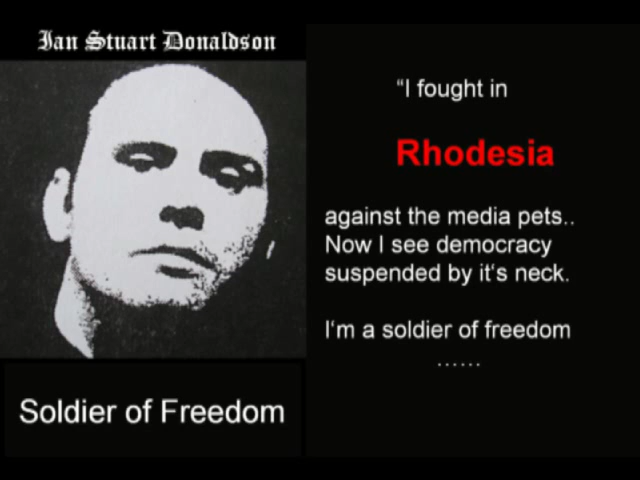 Ian Stuart Donaldson
Soldier of Freedom
“I fought in
Rhodesia
against the media pets..
Now I see democracy
suspended by it‘s neck.
I‘m a soldier of freedom
......